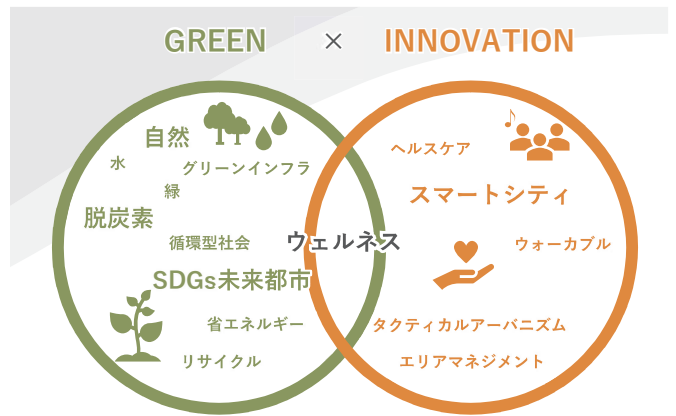 GREEN × INNOVATION
自然
水
グリーンインフラ
緑
脱炭素
循環型社会
SDGs未来都市
省エネルギー
リサイクル
ウェルネス
ヘルスケア
スマートシティ
ウォーカブル
タクティカルアーバニズム
エリアマネジメント